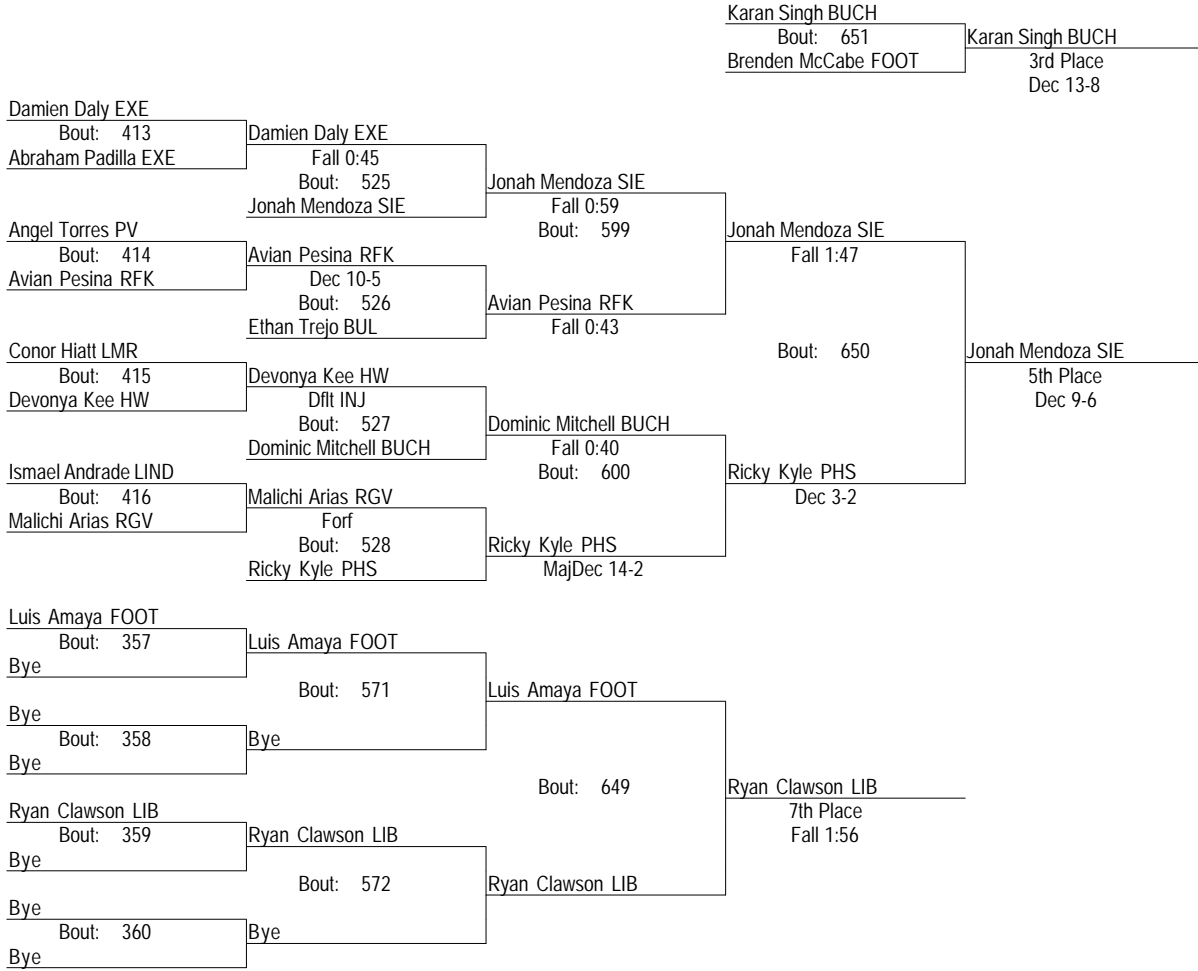 Karan Singh BUCH
Bout: 651
Karan Singh BUCH
Brenden McCabe FOOT
3rd Place
Dec 13-8
Damien Daly EXE
Bout: 413
Damien Daly EXE
Abraham Padilla EXE
Fall 0:45
Bout: 525
Jonah Mendoza SIE
Jonah Mendoza SIE
Fall 0:59
Angel Torres PV
Bout: 599
Jonah Mendoza SIE
Bout: 414
Avian Pesina RFK
Fall 1:47
Avian Pesina RFK
Dec 10-5
Bout: 526
Avian Pesina RFK
Ethan Trejo BUL
Fall 0:43
Conor Hiatt LMR
Bout: 650
Jonah Mendoza SIE
Bout: 415
Devonya Kee HW
5th Place
Devonya Kee HW
Dflt INJ
Dec 9-6
Bout: 527
Dominic Mitchell BUCH
Dominic Mitchell BUCH
Fall 0:40
Ismael Andrade LIND
Bout: 600
Ricky Kyle PHS
Bout: 416
Malichi Arias RGV
Dec 3-2
Malichi Arias RGV
Forf
Bout: 528
Ricky Kyle PHS
Ricky Kyle PHS
MajDec 14-2
Luis Amaya FOOT
Bout: 357
Luis Amaya FOOT
Bye
Bout: 571
Luis Amaya FOOT
Bye
Bout: 358
Bye
Bye
Bout: 649
Ryan Clawson LIB
Ryan Clawson LIB
7th Place
Bout: 359
Ryan Clawson LIB
Fall 1:56
Bye
Bout: 572
Ryan Clawson LIB
Bye
Bout: 360
Bye
Bye